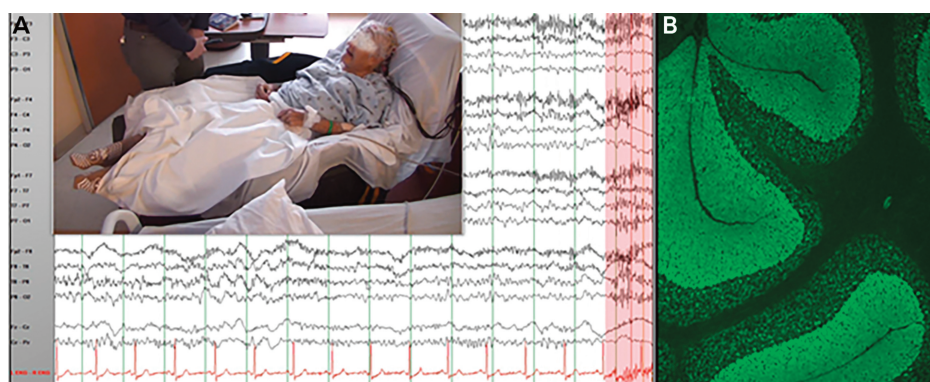 A
B
F3 - C3
C3 - P3
P3 - O1
Fp2 - F4
F4 - C4
C4 - P4
P4 - O2
Fp1 - F7
F7 - T7
T7 - P7
P7 - O1
Fp2 - F8
F8 - T8
T8 - P8
P8 - O2
Fz - Cz
Cz - Pz